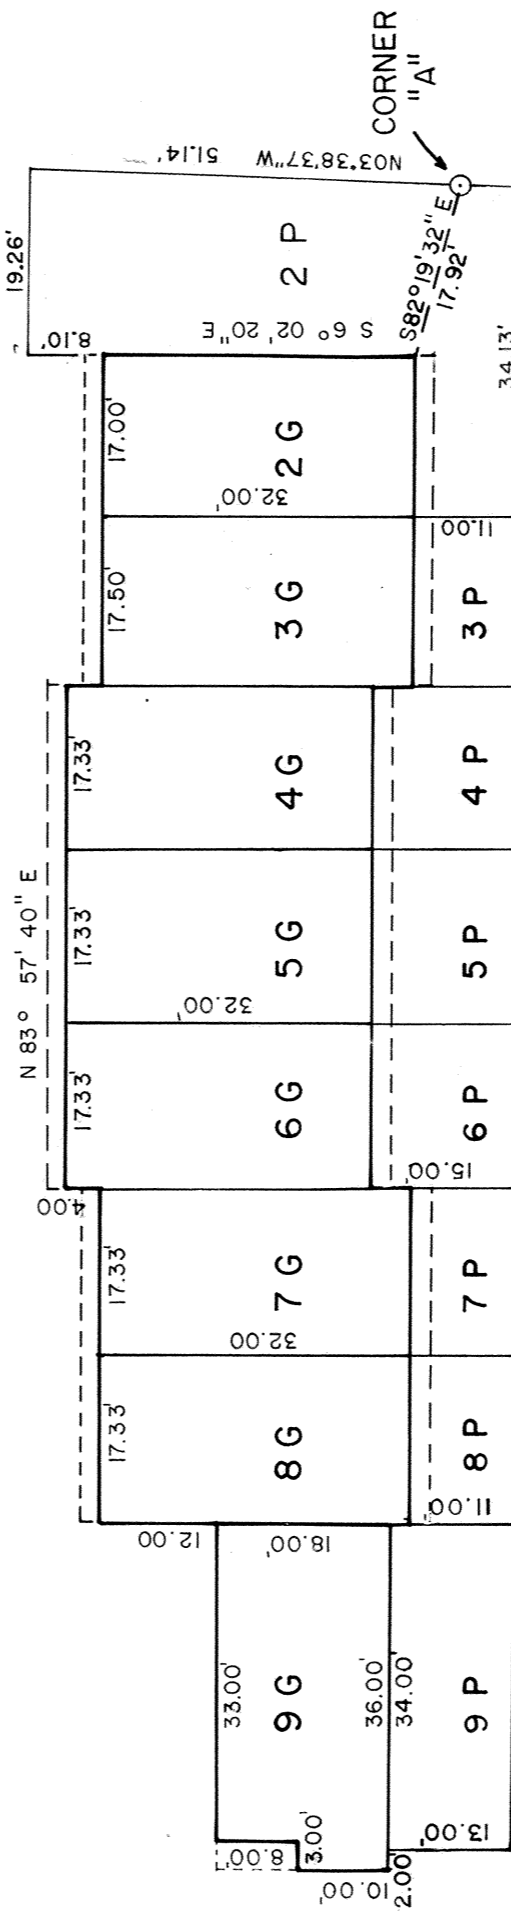 CORNER
"A"
N03°38'37"W 51.14'
19.26'
2 P
S82°19'32" E
17.92'
8.10'
S 6° 02' 20" E
34.13'
17.00'
2 G
32.00'
11.00
17.50'
3 G
3 P
17.33'
4 G
4 P
N 83° 57' 40" E
17.33'
5 G
5 P
32.00'
17.33'
6 G
6 P
15.00'
4.00
17.33'
7 G
7 P
32.00
17.33'
8 G
8 P
11.00'
12.00
18.00'
33.00'
9 G
36.00'
34.00'
9 P
8.00'
3.00'
13.00'
10.00'
2.00'